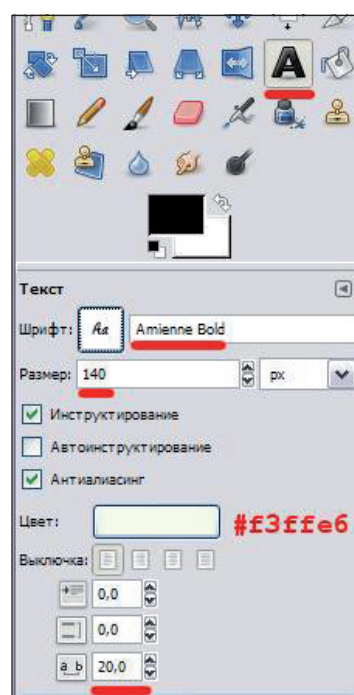 A
Текст
Шрифт: Aa Amienne Bold
Размер: 140 px
Инструктирование
Автоинструктирование
Антиалиасинг
Цвет: #f3ffe6
Выключка:
0,0
0,0
a b 20,0